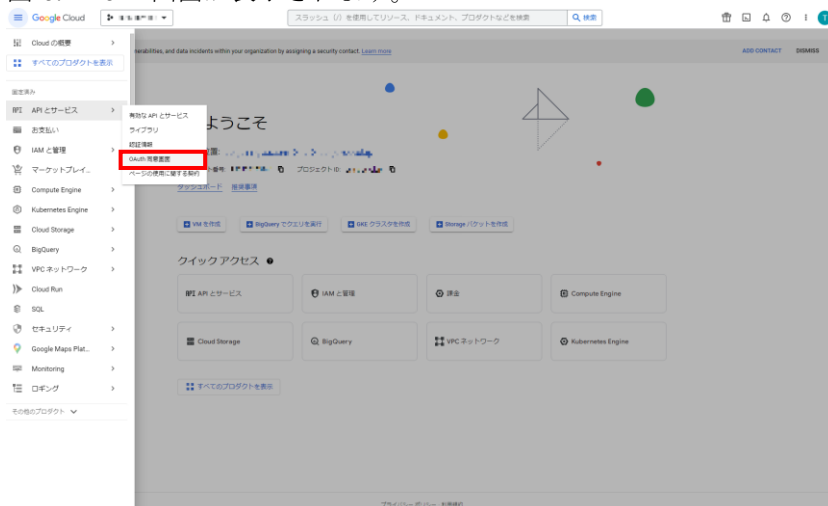 Google Cloud
スラッシュ（/）を使用してリソース、ドキュメント、プロダクトなどを検索
検索
Cloud の概要
すべてのプロダクトを表示
nerabilities, and data incidents within your organization by assigning a security contact. Learn more
ADD CONTACT
DISMISS
固定済み
API API とサービス
お支払い
IAM と管理
マーケットプレイ..
Compute Engine
Kubernetes Engine
Cloud Storage
BigQuery
VPC ネットワーク
Cloud Run
SQL
セキュリティ
Google Maps Plat..
Monitoring
ロギング
その他のプロダクト
有効な API とサービス
ライブラリ
認証情報
OAuth 同意画面
ページの使用に関する契約
ようこそ
プロジェクト ID:
ダッシュボード
推奨事項
VM を作成
BigQuery でクエリを実行
GKE クラスタを作成
Storage バケットを作成
クイック アクセス
API API とサービス
IAM と管理
課金
Compute Engine
Cloud Storage
BigQuery
VPC ネットワーク
Kubernetes Engine
すべてのプロダクトを表示